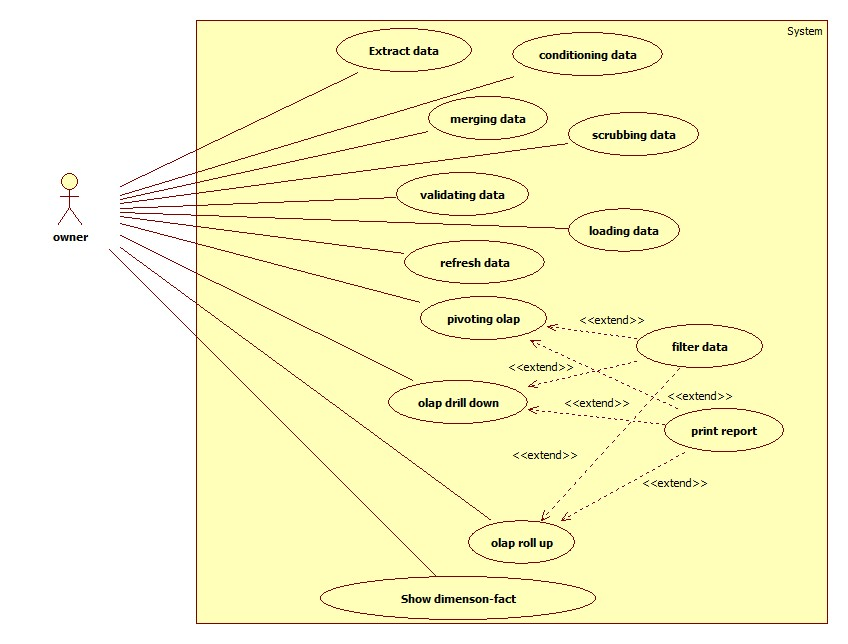 System
Extract data
conditioning data
merging data
scrubbing data
owner
validating data
loading data
refresh data
pivoting olap
<<extend>>
filter data
<<extend>>
<<extend>>
olap drill down
<<extend>>
print report
<<extend>>
<<extend>>
olap roll up
Show dimenson-fact